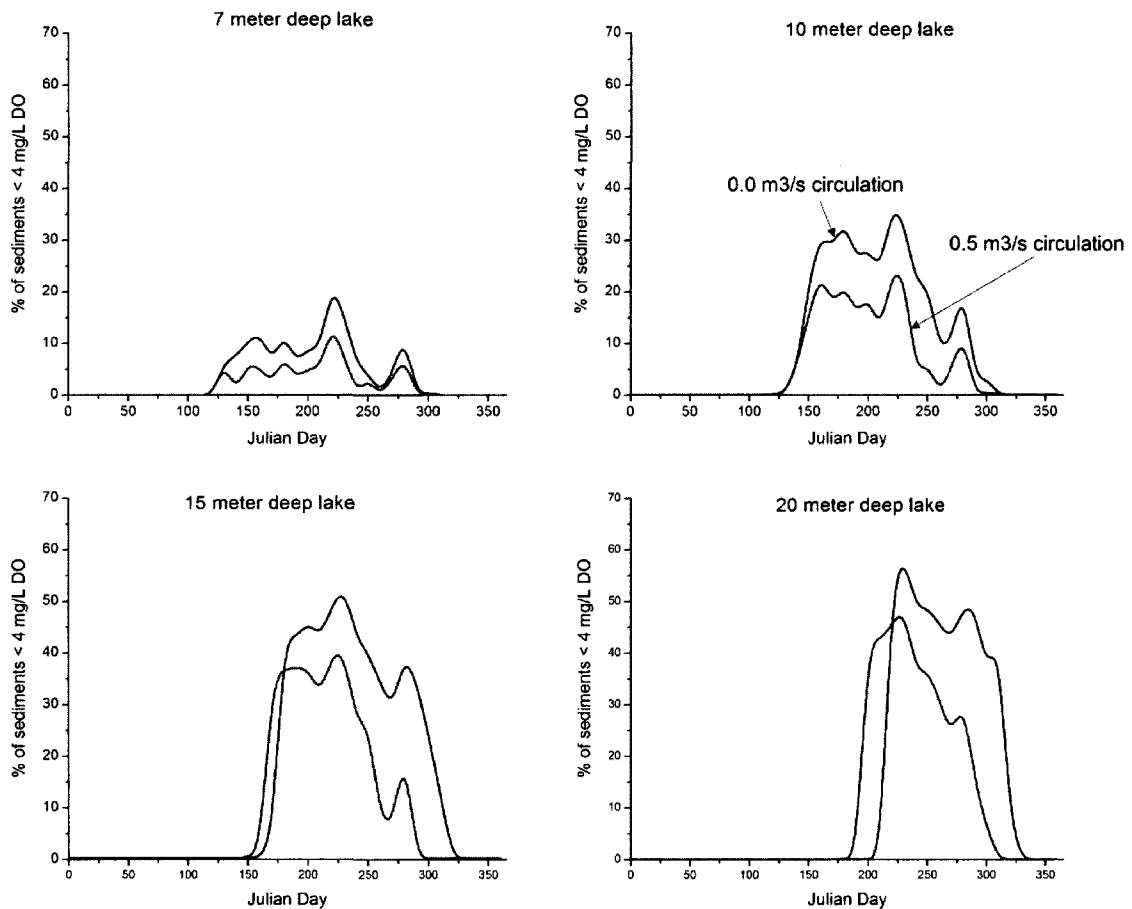 7 meter deep lake
% of sediments < 4 mg/L DO
70
60
50
40
30
20
10
0
0 50 100 150 200 250 300 350
Julian Day
10 meter deep lake
% of sediments < 4 mg/L DO
70
60
50
40
30
20
10
0
0.0 m3/s circulation
0.5 m3/s circulation
0 50 100 150 200 250 300 350
Julian Day
15 meter deep lake
% of sediments < 4 mg/L DO
70
60
50
40
30
20
10
0
0 50 100 150 200 250 300 350
Julian Day
20 meter deep lake
% of sediments < 4 mg/L DO
70
60
50
40
30
20
10
0
0 50 100 150 200 250 300 350
Julian Day